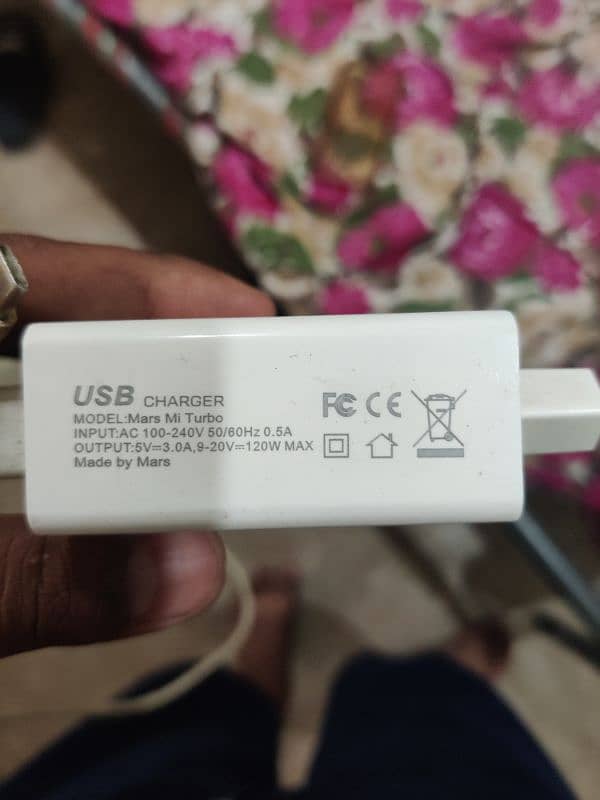 USB CHARGER
MODEL:Mars Mi Turbo
INPUT:AC 100-240V 50/60Hz 0.5A
OUTPUT:5V⎓3.0A,9-20V⎓120W MAX
Made by Mars
FC CE